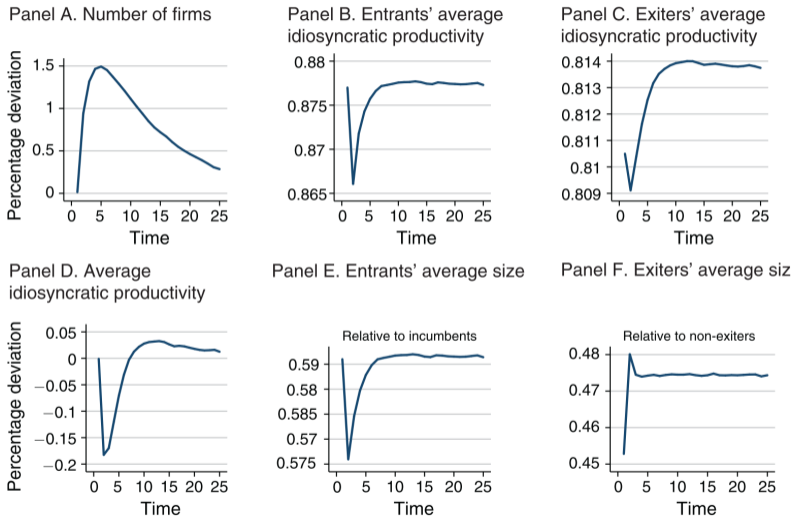 Panel A. Number of firms
Percentage deviation
1.5
1
0.5
0
0 5 10 15 20 25
Time
Panel B. Entrants’ average
idiosyncratic productivity
0.88
0.875
0.87
0.865
0 5 10 15 20 25
Time
Panel C. Exiters’ average
idiosyncratic productivity
0.814
0.813
0.812
0.811
0.81
0.809
0 5 10 15 20 25
Time
Panel D. Average
idiosyncratic productivity
Percentage deviation
0.05
0
−0.05
−0.1
−0.15
−0.2
0 5 10 15 20 25
Time
Panel E. Entrants’ average size
Relative to incumbents
0.59
0.58
0.585
0.57
0.575
0 5 10 15 20 25
Time
Panel F. Exiters’ average siz
Relative to non-exiters
0.48
0.47
0.46
0.45
0 5 10 15 20 25
Time